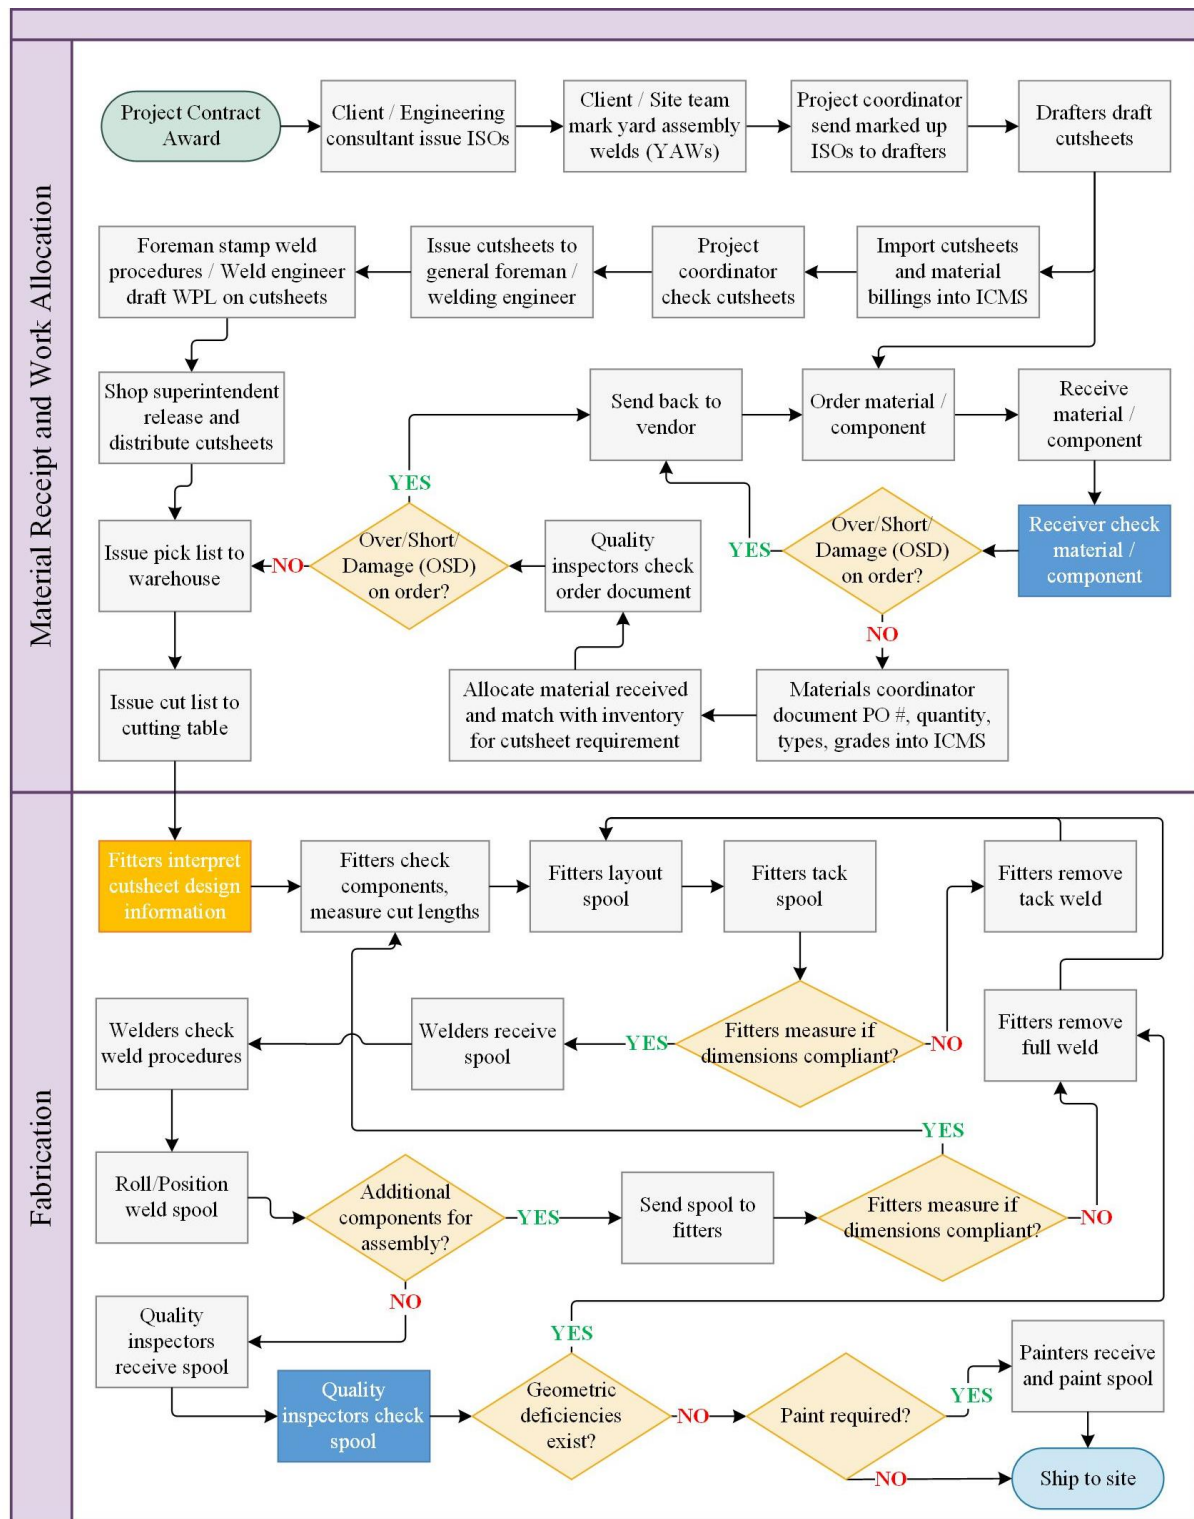 Material Receipt and Work Allocation
Project Contract
Award
Client / Engineering
consultant issue ISOs
Client / Site team
mark yard assembly
welds (YAWs)
Project coordinator
send marked up
ISOs to drafters
Drafters draft
cutsheets
Foreman stamp weld
procedures / Weld engineer
draft WPL on cutsheets
Issue cutsheets to
general foreman /
welding engineer
Project
coordinator
check cutsheets
Import cutsheets
and material
billings into ICMS
Shop superintendent
release and
distribute cutsheets
Send back to
vendor
Order material /
component
Receive
material /
component
YES
Issue pick list to
warehouse
NO
Over/Short/
Damage (OSD)
on order?
Quality
inspectors check
order document
YES
Over/Short/
Damage (OSD)
on order?
Receiver check
material /
component
NO
Issue cut list to
cutting table
Allocate material received
and match with inventory
for cutsheet requirement
Materials coordinator
document PO #, quantity,
types, grades into ICMS
Fabrication
Fitters interpret
cutsheet design
information
Fitters check
components,
measure cut lengths
Fitters layout
spool
Fitters tack
spool
Fitters remove
tack weld
Welders check
weld procedures
Welders receive
spool
YES
Fitters measure if
dimensions compliant?
NO
Fitters remove
full weld
YES
Roll/Position
weld spool
Additional
components for
assembly?
YES
Send spool to
fitters
Fitters measure if
dimensions compliant?
NO
NO
Quality
inspectors
receive spool
YES
Quality
inspectors check
spool
Geometric
deficiencies
exist?
NO
Paint required?
YES
Painters receive
and paint spool
NO
Ship to site